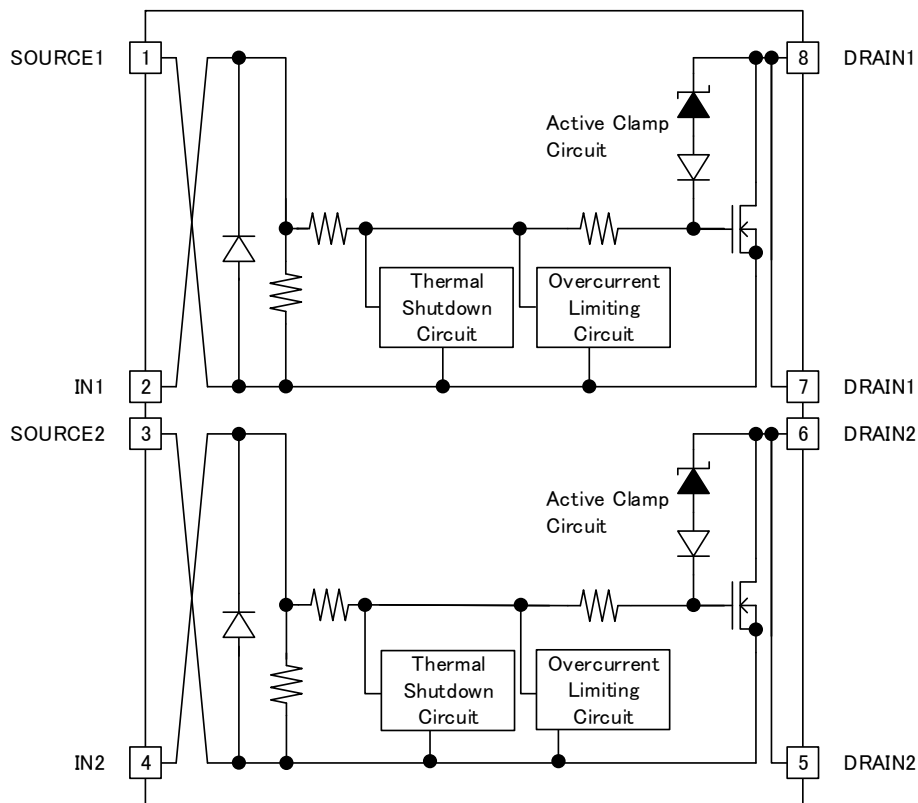 SOURCE1
1
8
DRAIN1
Active Clamp
Circuit
Thermal
Shutdown
Circuit
Overcurrent
Limiting
Circuit
IN1
2
7
DRAIN1
SOURCE2
3
6
DRAIN2
Active Clamp
Circuit
Thermal
Shutdown
Circuit
Overcurrent
Limiting
Circuit
IN2
4
5
DRAIN2